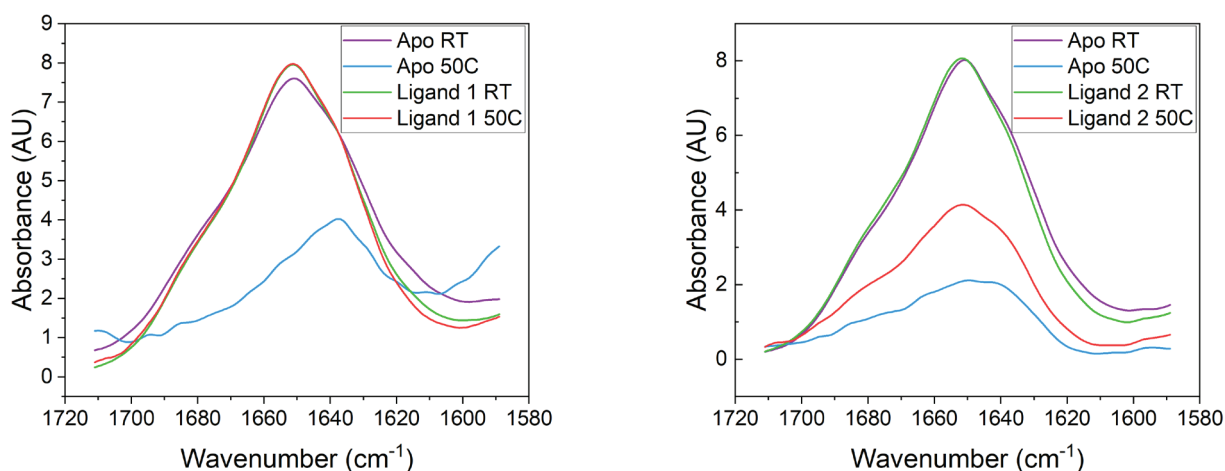 9
8
7
6
5
4
3
2
1
0
Absorbance (AU)
Apo RT
Apo 50C
Ligand 1 RT
Ligand 1 50C
1720 1700 1680 1660 1640 1620 1600 1580
Wavenumber (cm-1)
8
6
4
2
0
Absorbance (AU)
Apo RT
Apo 50C
Ligand 2 RT
Ligand 2 50C
1720 1700 1680 1660 1640 1620 1600 1580
Wavenumber (cm-1)